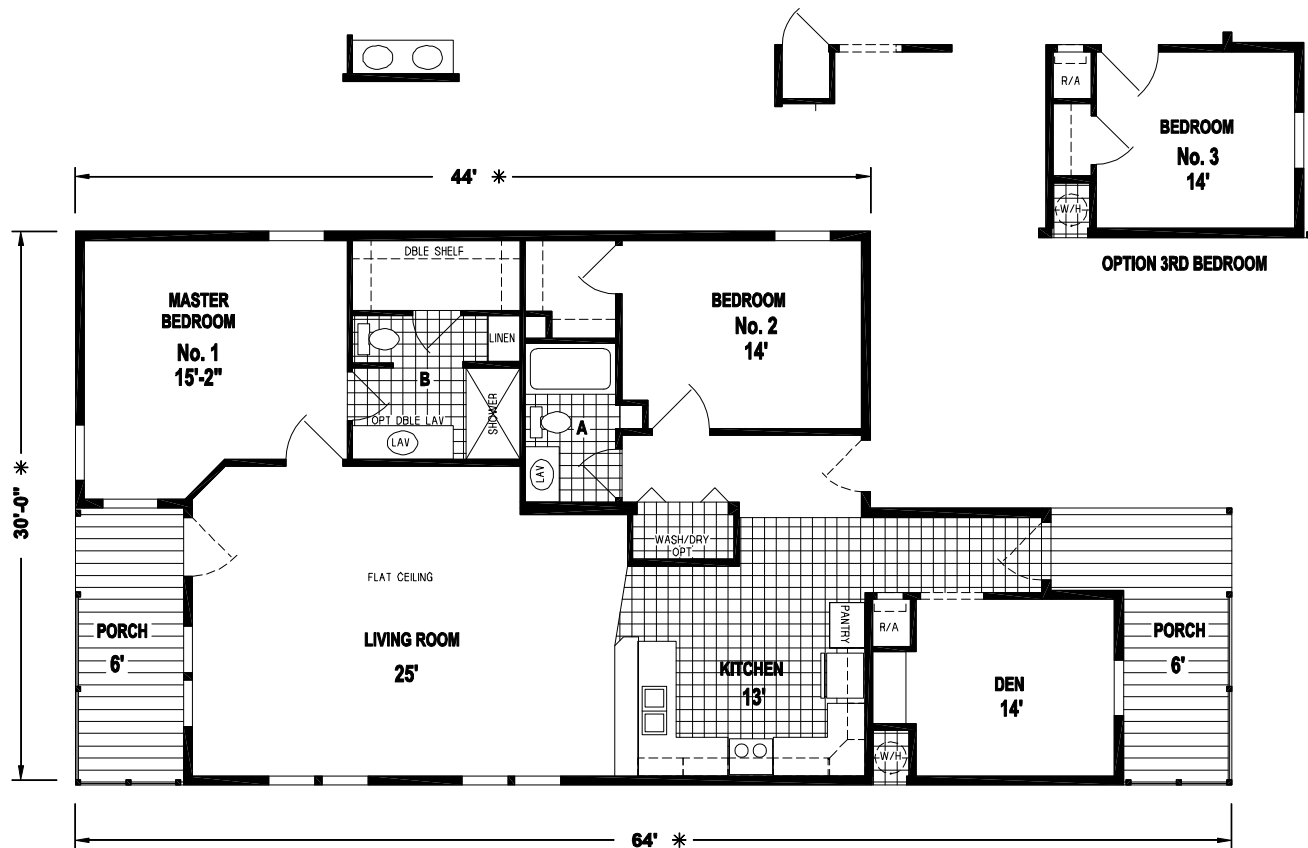 R/A
BEDROOM
No. 3
14'
W/H
OPTION 3RD BEDROOM
44' ✳
30'-0" ✳
MASTER
BEDROOM
No. 1
15'-2"
DBLE SHELF
LINEN
B
OPT DBLE LAV
LAV
SHOWER
BEDROOM
No. 2
14'
A
LAV
WASH/DRY
OPT
FLAT CEILING
LIVING ROOM
25'
PORCH
6'
PANTRY
KITCHEN
13'
R/A
DEN
14'
W/H
PORCH
6'
64' ✳